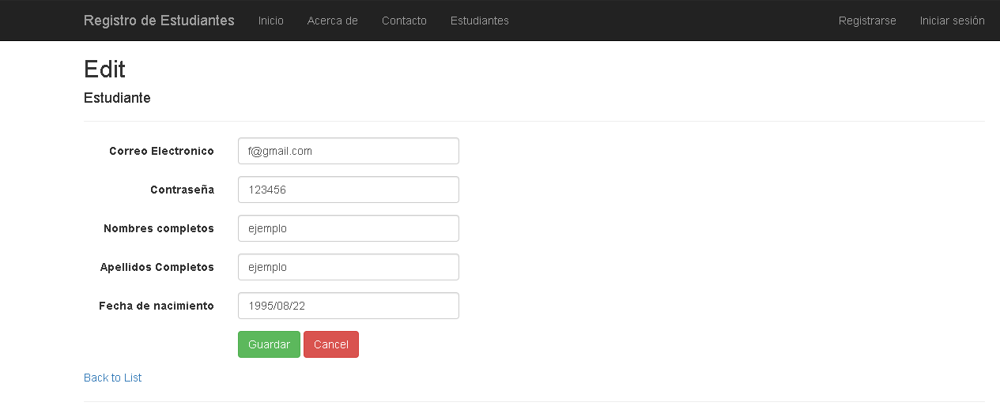 Registro de Estudiantes Inicio Acerca de Contacto Estudiantes Registrarse Iniciar sesión
Edit
Estudiante
Correo Electronico f@gmail.com
Contraseña 123456
Nombres completos ejemplo
Apellidos Completos ejemplo
Fecha de nacimiento 1995/08/22
Guardar Cancel
Back to List